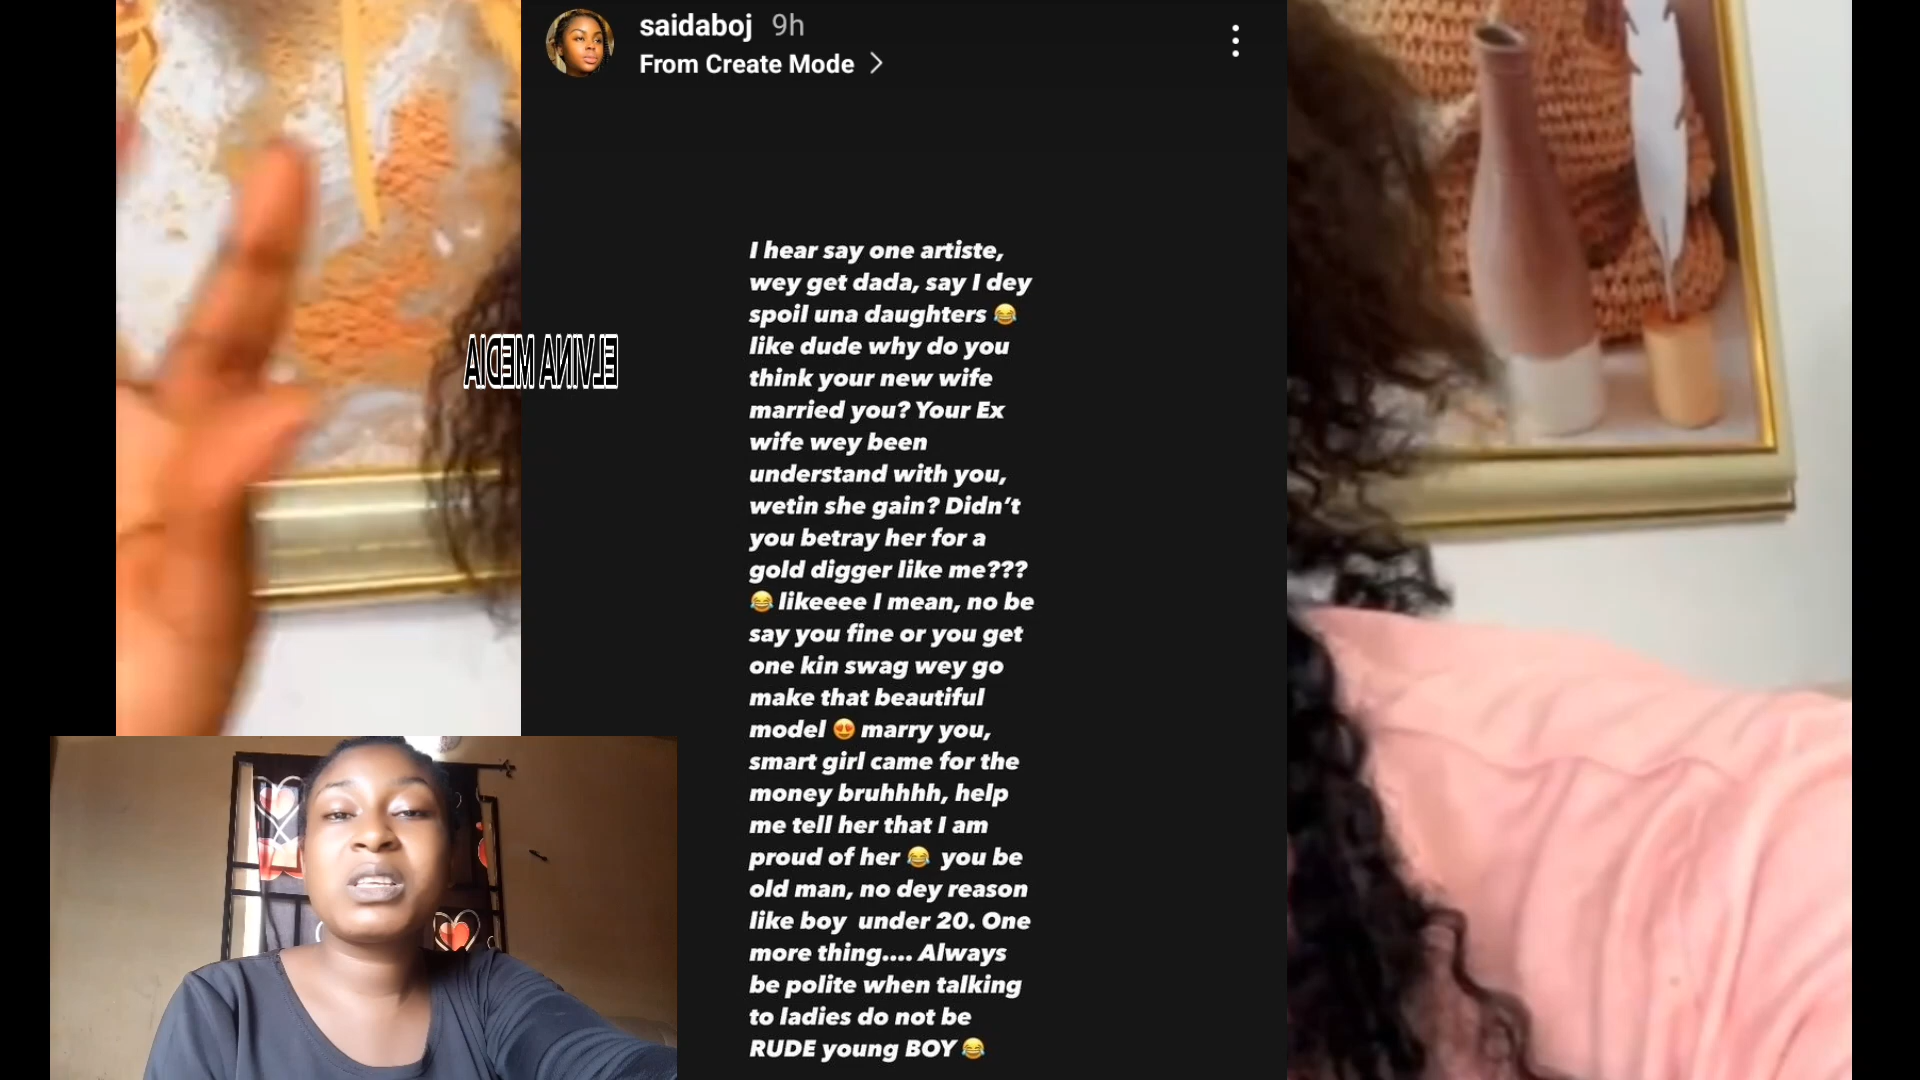 saidaboj 9h
From Create Mode >
I hear say one artiste,
wey get dada, say I dey
spoil una daughters 😂
like dude why do you
think your new wife
married you? Your Ex
wife wey been
understand with you,
wetin she gain? Didn't
you betray her for a
gold digger like me???
😂 likeeee I mean, no be
say you fine or you get
one kin swag wey go
make that beautiful
model 😍 marry you,
smart girl came for the
money bruhhhh, help
me tell her that I am
proud of her 😂 you be
old man, no dey reason
like boy under 20. One
more thing.... Always
be polite when talking
to ladies do not be
RUDE young BOY 😂
ELVINA MEDIA